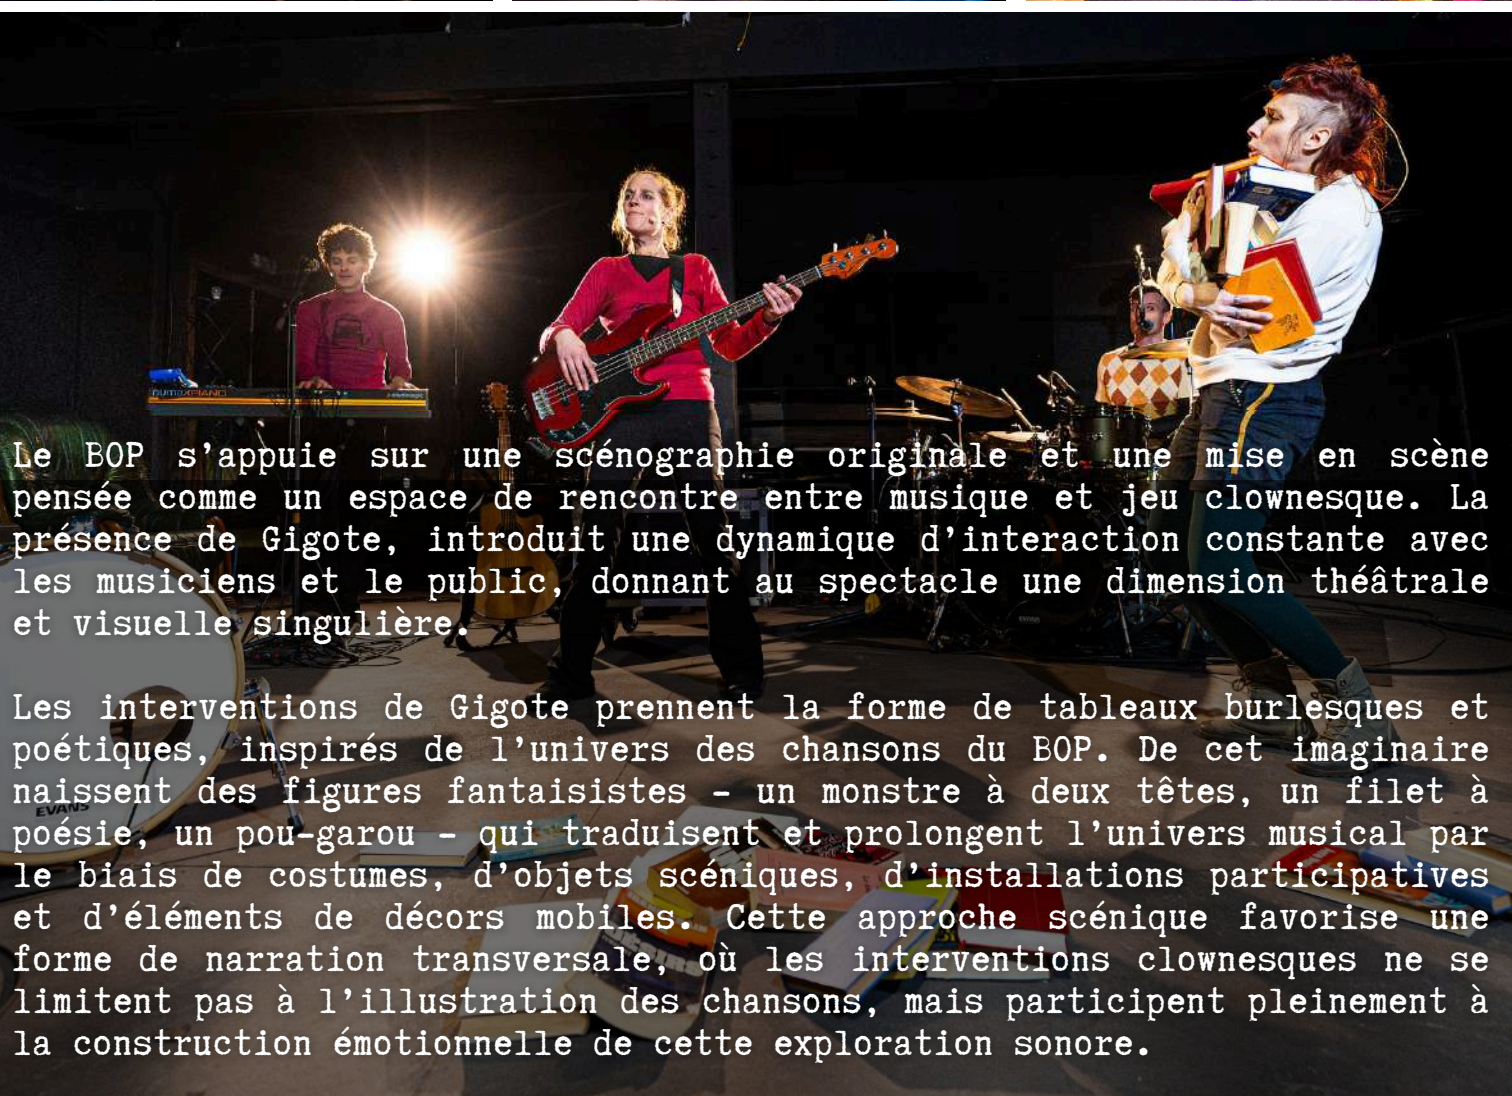 numaXPIANO
Le BOP s'appuie sur une scénographie originale et une mise en scène
pensée comme un espace de rencontre entre musique et jeu clownesque. La
présence de Gigote, introduit une dynamique d'interaction constante avec
les musiciens et le public, donnant au spectacle une dimension théâtrale
et visuelle singulière.
Les interventions de Gigote prennent la forme de tableaux burlesques et
poétiques, inspirés de l'univers des chansons du BOP. De cet imaginaire
naissent des figures fantaisistes – un monstre à deux têtes, un filet à
EVANS
poésie, un pou-garou – qui traduisent et prolongent l'univers musical par
le biais de costumes, d'objets scéniques, d'installations participatives
et d'éléments de décors mobiles. Cette approche scénique favorise une
forme de narration transversale, où les interventions clownesques ne se
limitent pas à l'illustration des chansons, mais participent pleinement à
la construction émotionnelle de cette exploration sonore.